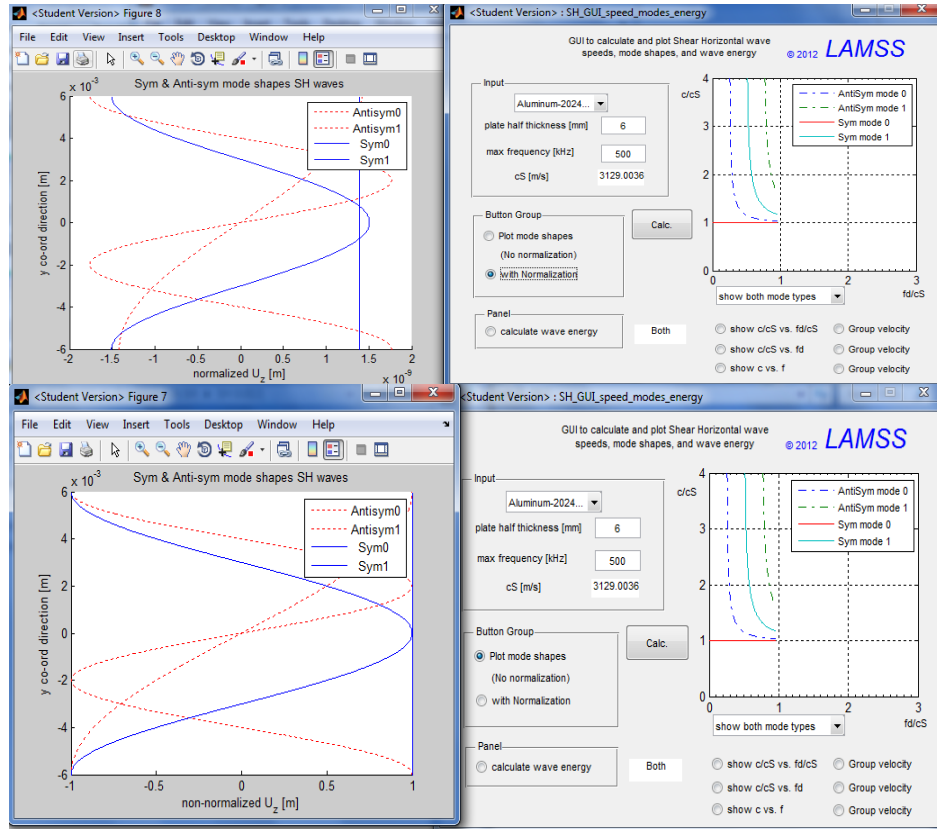 <Student Version> Figure 8
File Edit View Insert Tools Desktop Window Help
Sym & Anti-sym mode shapes SH waves
x 10^-3
6
4
2
0
-2
-4
-6
y co-ord direction [m]
Antisym0
Antisym1
Sym0
Sym1
-2 -1.5 -1 -0.5 0 0.5 1 1.5 2
normalized U_z [m]
x 10^-9
<Student Version> : SH_GUI_speed_modes_energy
GUI to calculate and plot Shear Horizontal wave
speeds, mode shapes, and wave energy
© 2012 LAMSS
Input
Aluminum-2024...
plate half thickness [mm] 6
max frequency [kHz] 500
cS [m/s] 3129.0036
Button Group
Plot mode shapes
(No normalization)
with Normalization
Calc.
Panel
calculate wave energy
Both
c/cS
4
3
2
1
0
AntiSym mode 0
AntiSym mode 1
Sym mode 0
Sym mode 1
0 1 2 3
fd/cS
show both mode types
show c/cS vs. fd/cS Group velocity
show c/cS vs. fd Group velocity
show c vs. f Group velocity
<Student Version> Figure 7
File Edit View Insert Tools Desktop Window Help
Sym & Anti-sym mode shapes SH waves
x 10^-3
6
4
2
0
-2
-4
-6
y co-ord direction [m]
Antisym0
Antisym1
Sym0
Sym1
-1 -0.5 0 0.5 1
non-normalized U_z [m]
<Student Version> : SH_GUI_speed_modes_energy
GUI to calculate and plot Shear Horizontal wave
speeds, mode shapes, and wave energy
© 2012 LAMSS
Input
Aluminum-2024...
plate half thickness [mm] 6
max frequency [kHz] 500
cS [m/s] 3129.0036
Button Group
Plot mode shapes
(No normalization)
with Normalization
Calc.
Panel
calculate wave energy
Both
c/cS
4
3
2
1
0
AntiSym mode 0
AntiSym mode 1
Sym mode 0
Sym mode 1
0 1 2 3
fd/cS
show both mode types
show c/cS vs. fd/cS Group velocity
show c/cS vs. fd Group velocity
show c vs. f Group velocity